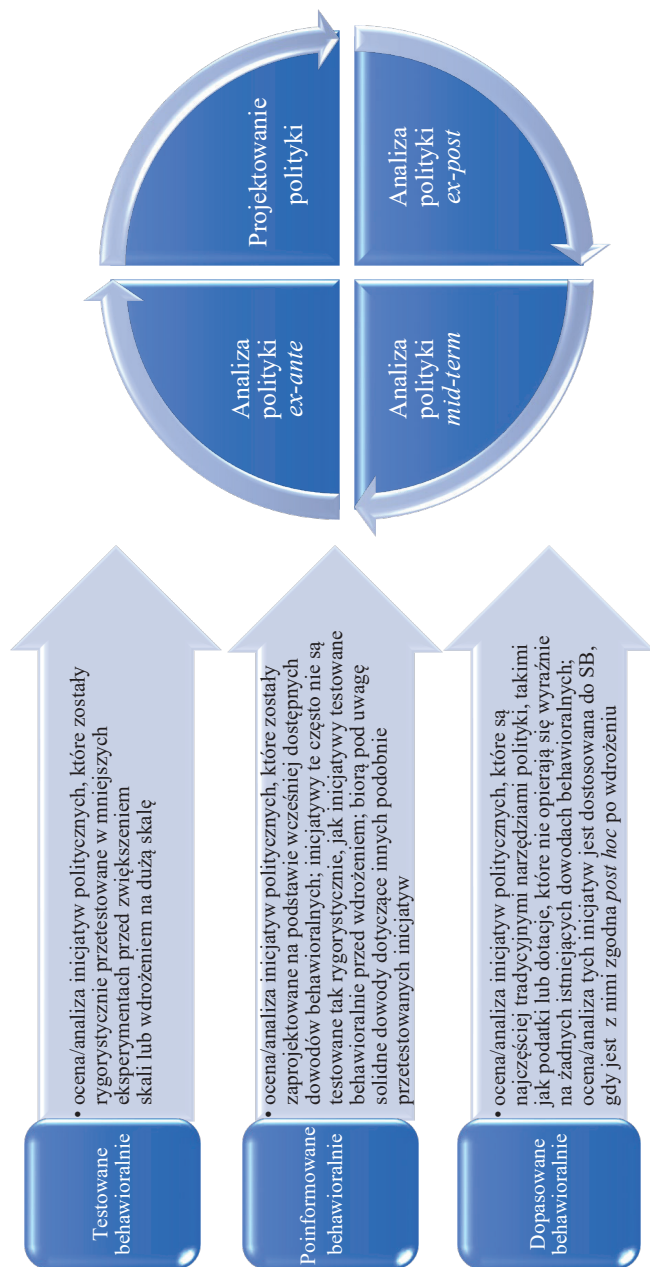 Testowane
behawioralnie
• ocena/analiza inicjatyw politycznych, które zostały
rygorystycznie przetestowane w mniejszych
eksperymentach przed zwiększeniem
skali lub wdrożeniem na dużą skalę
Poinformowane
behawioralnie
• ocena/analiza inicjatyw politycznych, które zostały
zaprojektowane na podstawie wcześniej dostępnych
dowodów behawioralnych; inicjatywy te często nie są
testowane tak rygorystycznie, jak inicjatywy testowane
behawioralnie przed wdrożeniem; biorą pod uwagę
solidne dowody dotyczące innych podobnie
przetestowanych inicjatyw
Dopasowane
behawioralnie
• ocena/analiza inicjatyw politycznych, które są
najczęściej tradycyjnymi narzędziami polityki, takimi
jak podatki lub dotacje, które nie opierają się wyraźnie
na żadnych istniejących dowodach behawioralnych;
ocena/analiza tych inicjatyw jest dostosowana do SB,
gdy jest z nimi zgodna post hoc po wdrożeniu
Analiza
polityki
ex-ante
Projektowanie
polityki
Analiza
polityki
mid-term
Analiza
polityki
ex-post